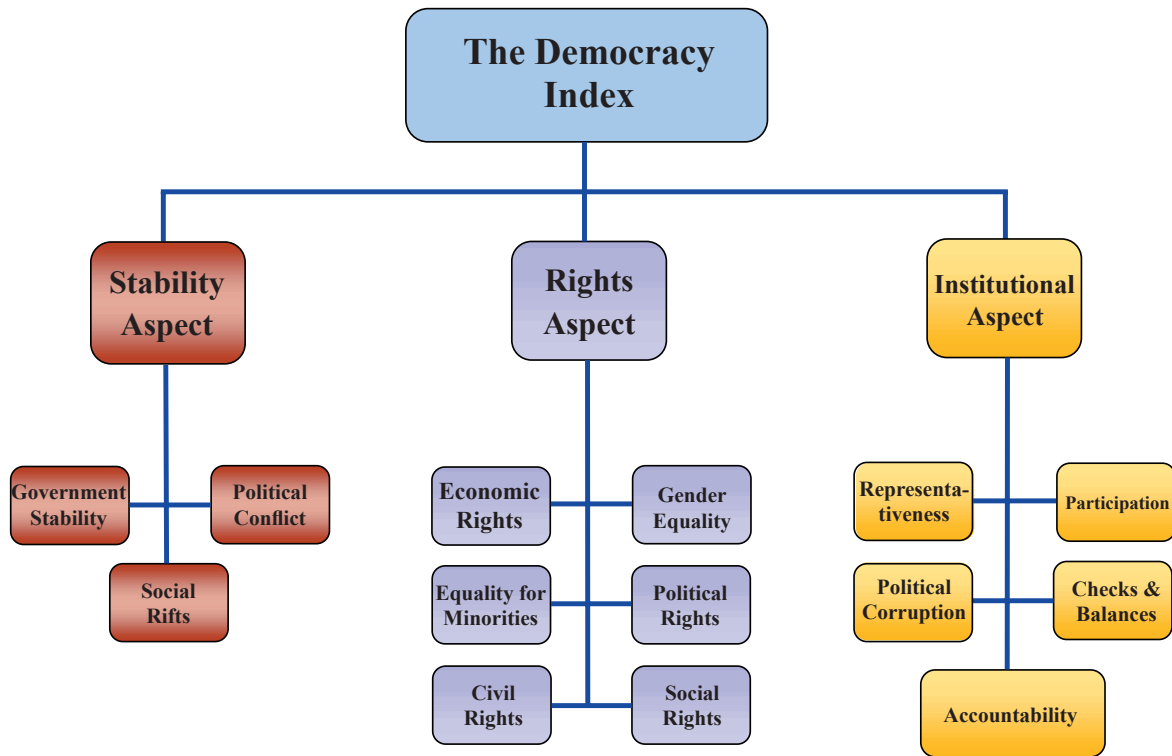 The Democracy
Index
Stability
Aspect
Rights
Aspect
Institutional
Aspect
Government
Stability
Political
Conflict
Social
Rifts
Economic
Rights
Gender
Equality
Equality for
Minorities
Political
Rights
Civil
Rights
Social
Rights
Representa-
tiveness
Participation
Political
Corruption
Checks &
Balances
Accountability